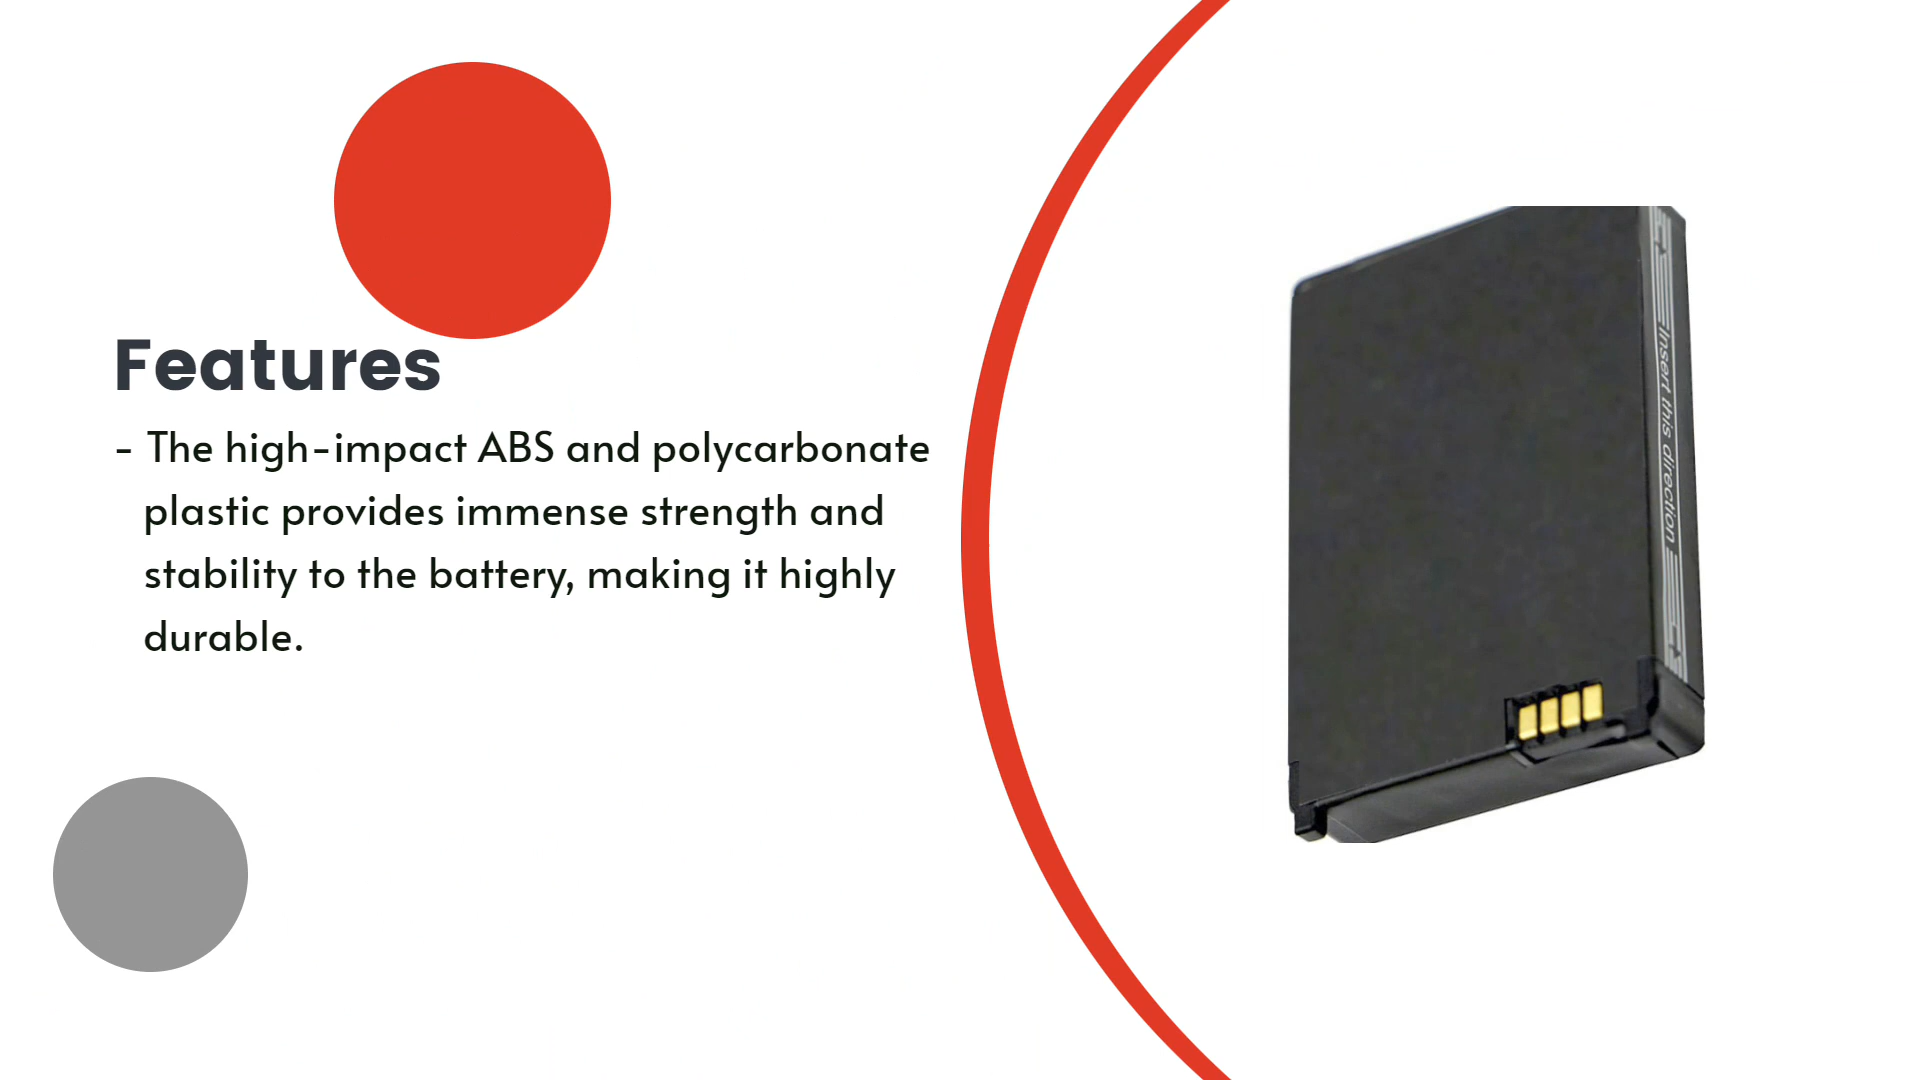 Features
- The high-impact ABS and polycarbonate
plastic provides immense strength and
stability to the battery, making it highly
durable.
Insert this direction